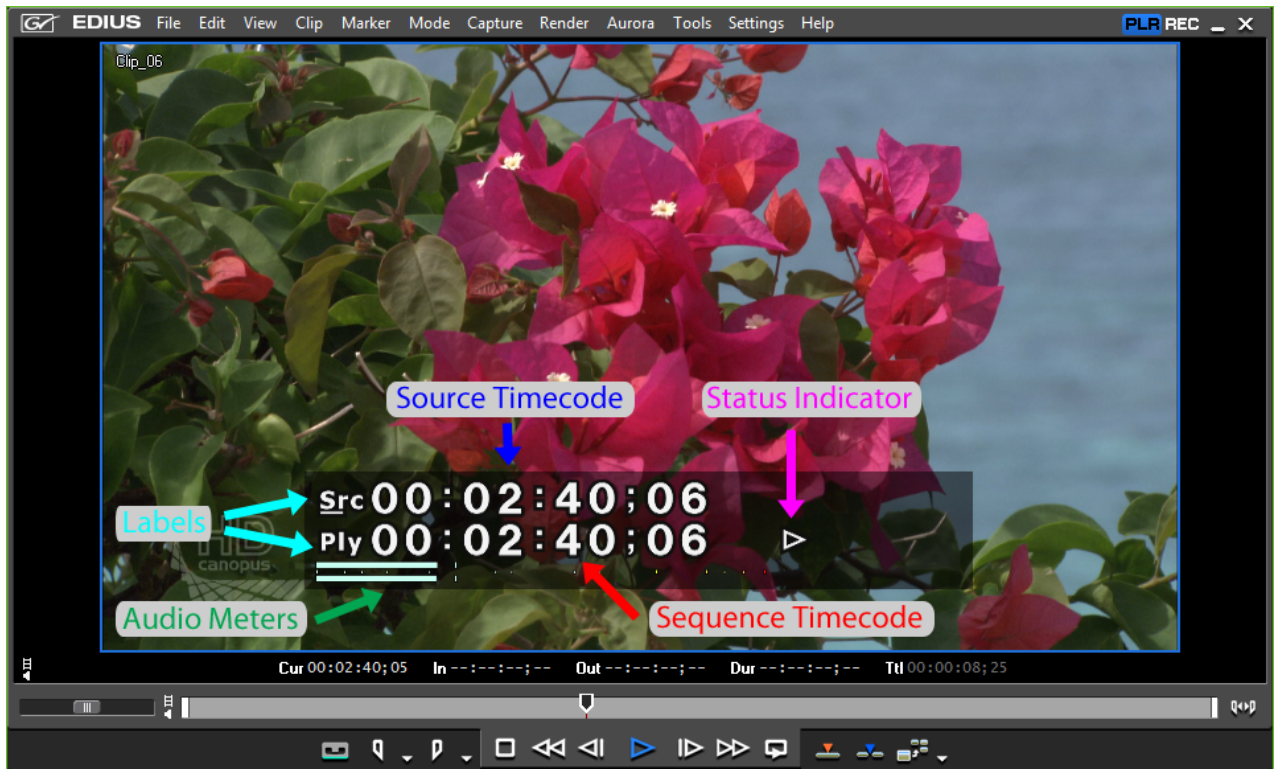 GV EDIUS File Edit View Clip Marker Mode Capture Render Aurora Tools Settings Help PLR REC
Clip_06
Source Timecode
Status Indicator
Src 00:02:40;06
Labels
Ply 00:02:40;06
HD
canopus
Audio Meters
Sequence Timecode
Cur 00:02:40;05 In --:--:--;-- Out --:--:--;-- Dur --:--:--;-- Ttl 00:00:08;25